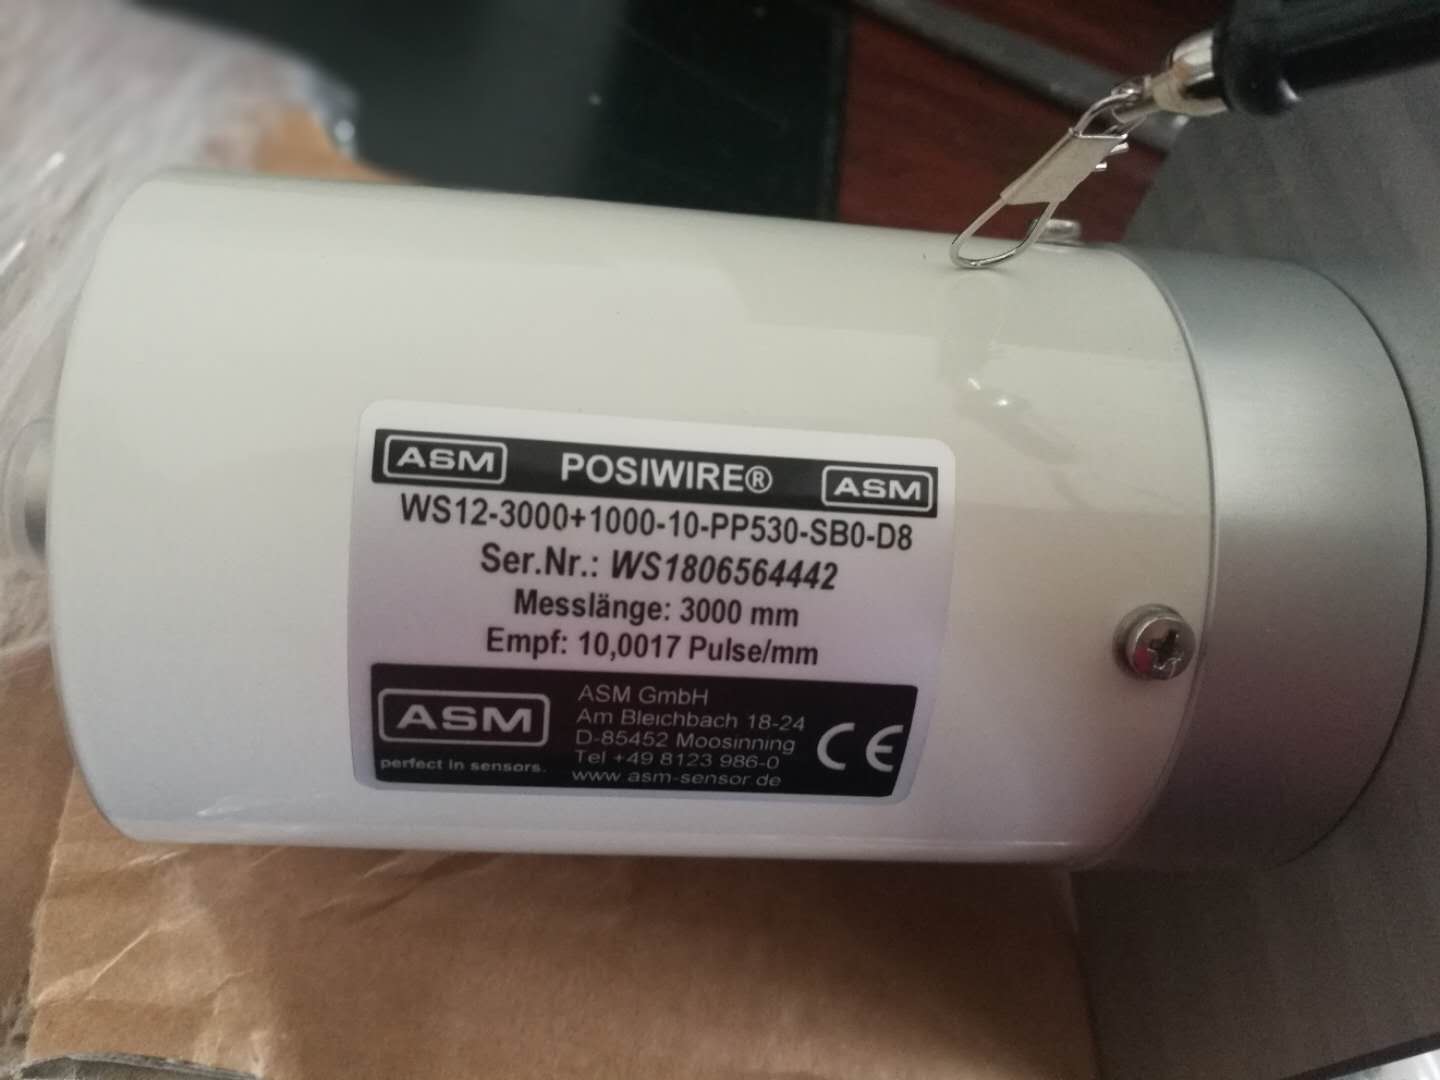 ASM POSIWIRE® ASM
WS12-3000+1000-10-PP530-SB0-D8
Ser.Nr.: WS1806564442
Messlänge: 3000 mm
Empf: 10,0017 Pulse/mm
ASM
perfect in sensors.
ASM GmbH
Am Bleichbach 18-24
D-85452 Moosinning
Tel +49 8123 986-0
www.asm-sensor.de
CE